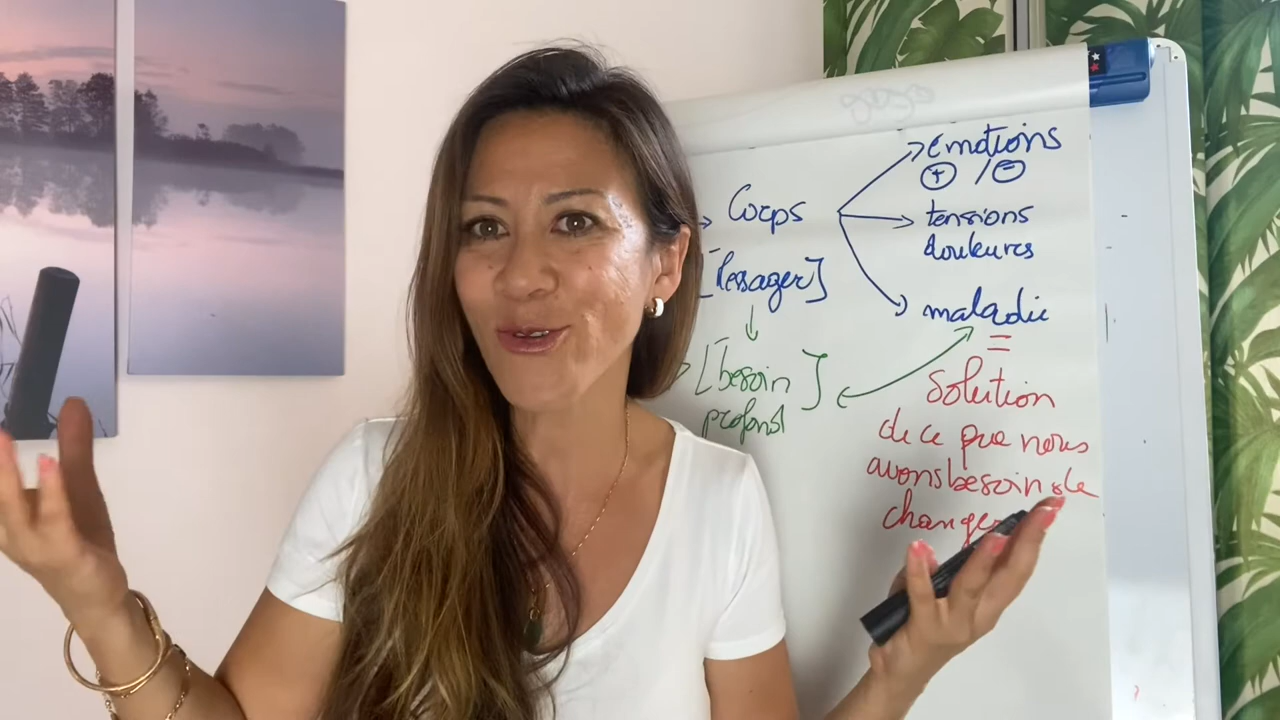 Corps
[Messager]
[besoin]
profond
émotions
+ / -
tensions
douleurs
maladie
=
Solution
de ce que nous
avons besoin de
changer